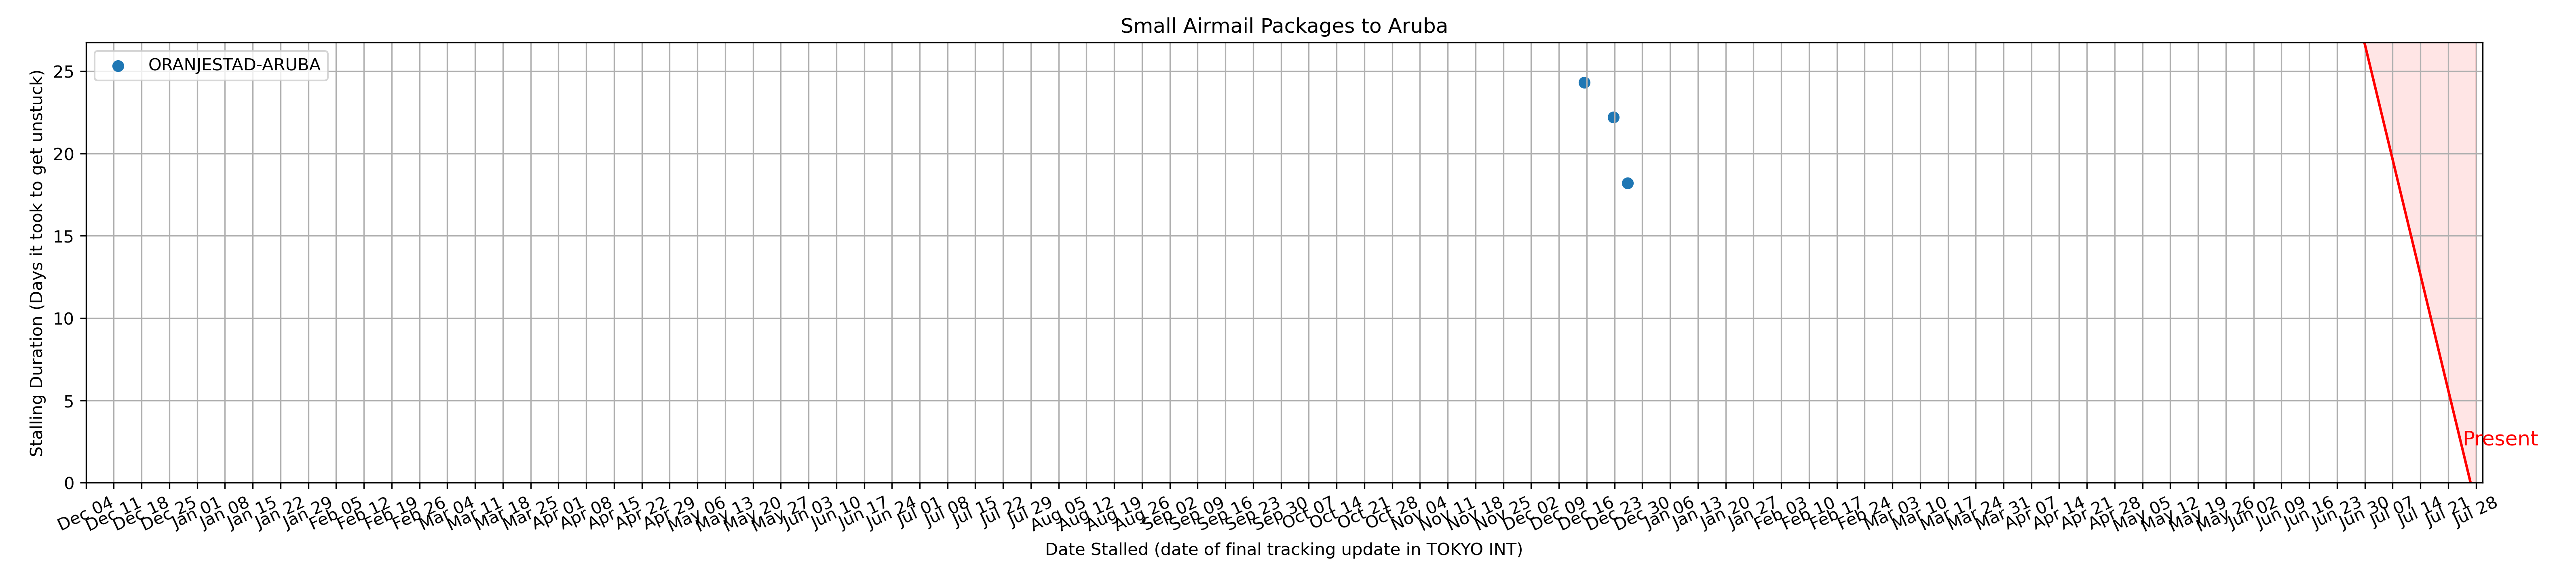 Small Airmail Packages to Aruba
ORANJESTAD-ARUBA
Stalling Duration (Days it took to get unstuck)
25
20
15
10
5
0
Present
Dec 04 Dec 11 Dec 18 Dec 25 Jan 01 Jan 08 Jan 15 Jan 22 Jan 29 Feb 05 Feb 12 Feb 19 Feb 26 Mar 04 Mar 11 Mar 18 Mar 25 Apr 01 Apr 08 Apr 15 Apr 22 Apr 29 May 06 May 13 May 20 May 27 Jun 03 Jun 10 Jun 17 Jun 24 Jul 01 Jul 08 Jul 15 Jul 22 Jul 29 Aug 05 Aug 12 Aug 19 Aug 26 Sep 02 Sep 09 Sep 16 Sep 23 Sep 30 Oct 07 Oct 14 Oct 21 Oct 28 Nov 04 Nov 11 Nov 18 Nov 25 Dec 02 Dec 09 Dec 16 Dec 23 Dec 30 Jan 06 Jan 13 Jan 20 Jan 27 Feb 03 Feb 10 Feb 17 Feb 24 Mar 03 Mar 10 Mar 17 Mar 24 Mar 31 Apr 07 Apr 14 Apr 21 Apr 28 May 05 May 12 May 19 May 26 Jun 02 Jun 09 Jun 16 Jun 23 Jun 30 Jul 07 Jul 14 Jul 21 Jul 28
Date Stalled (date of final tracking update in TOKYO INT)